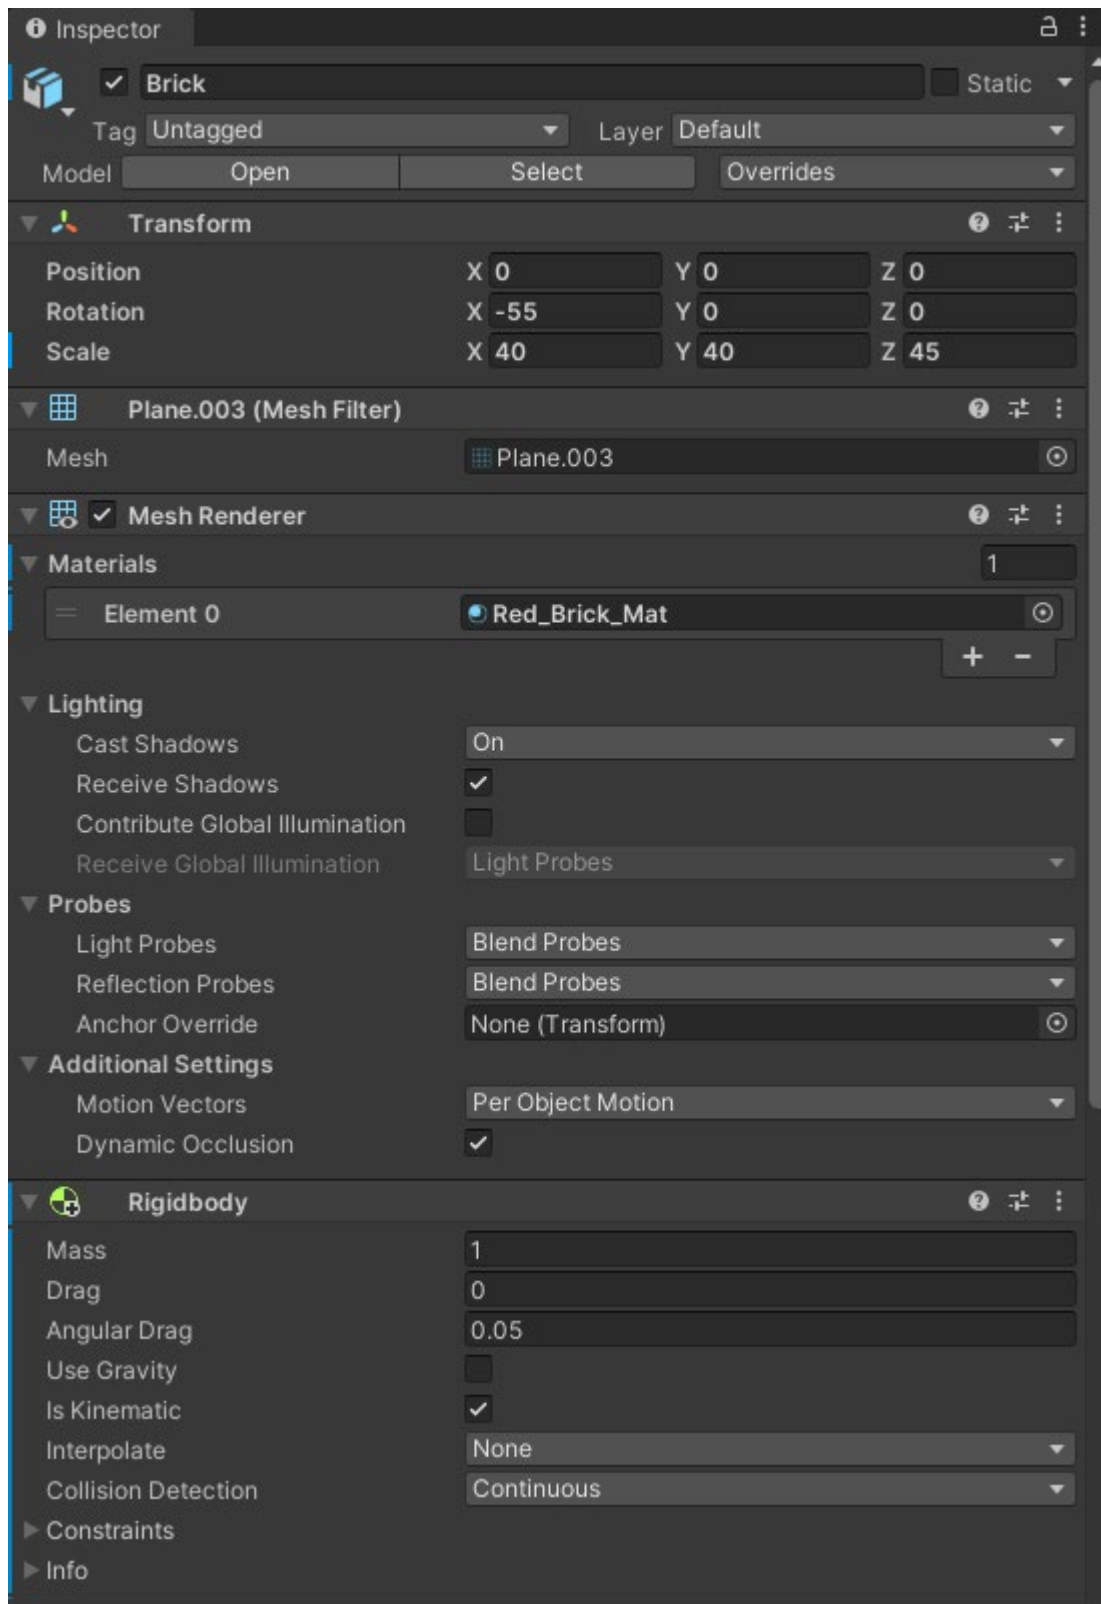 Inspector
Brick Static
Tag Untagged Layer Default
Model Open Select Overrides
Transform
Position X 0 Y 0 Z 0
Rotation X -55 Y 0 Z 0
Scale X 40 Y 40 Z 45
Plane.003 (Mesh Filter)
Mesh Plane.003
Mesh Renderer
Materials 1
Element 0 Red_Brick_Mat
+ -
Lighting
Cast Shadows On
Receive Shadows
Contribute Global Illumination
Receive Global Illumination Light Probes
Probes
Light Probes Blend Probes
Reflection Probes Blend Probes
Anchor Override None (Transform)
Additional Settings
Motion Vectors Per Object Motion
Dynamic Occlusion
Rigidbody
Mass 1
Drag 0
Angular Drag 0.05
Use Gravity
Is Kinematic
Interpolate None
Collision Detection Continuous
Constraints
Info